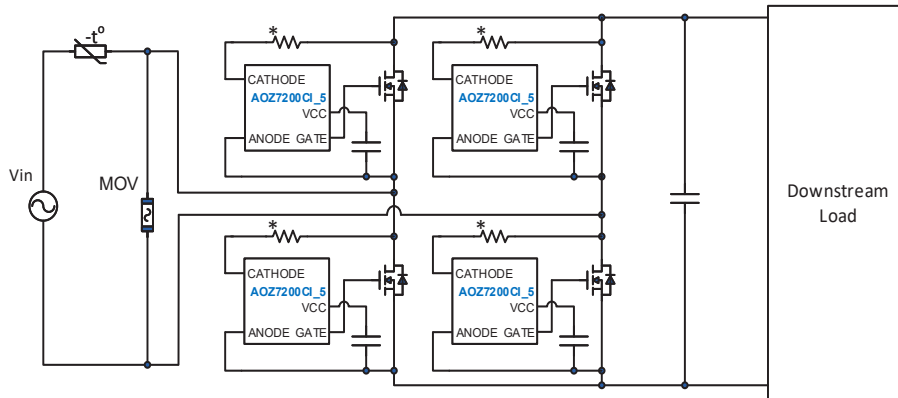 -t°
Vin
MOV
*
CATHODE
AOZ7200CI_5
VCC
ANODE GATE
*
CATHODE
AOZ7200CI_5
VCC
ANODE GATE
*
CATHODE
AOZ7200CI_5
VCC
ANODE GATE
*
CATHODE
AOZ7200CI_5
VCC
ANODE GATE
Downstream
Load